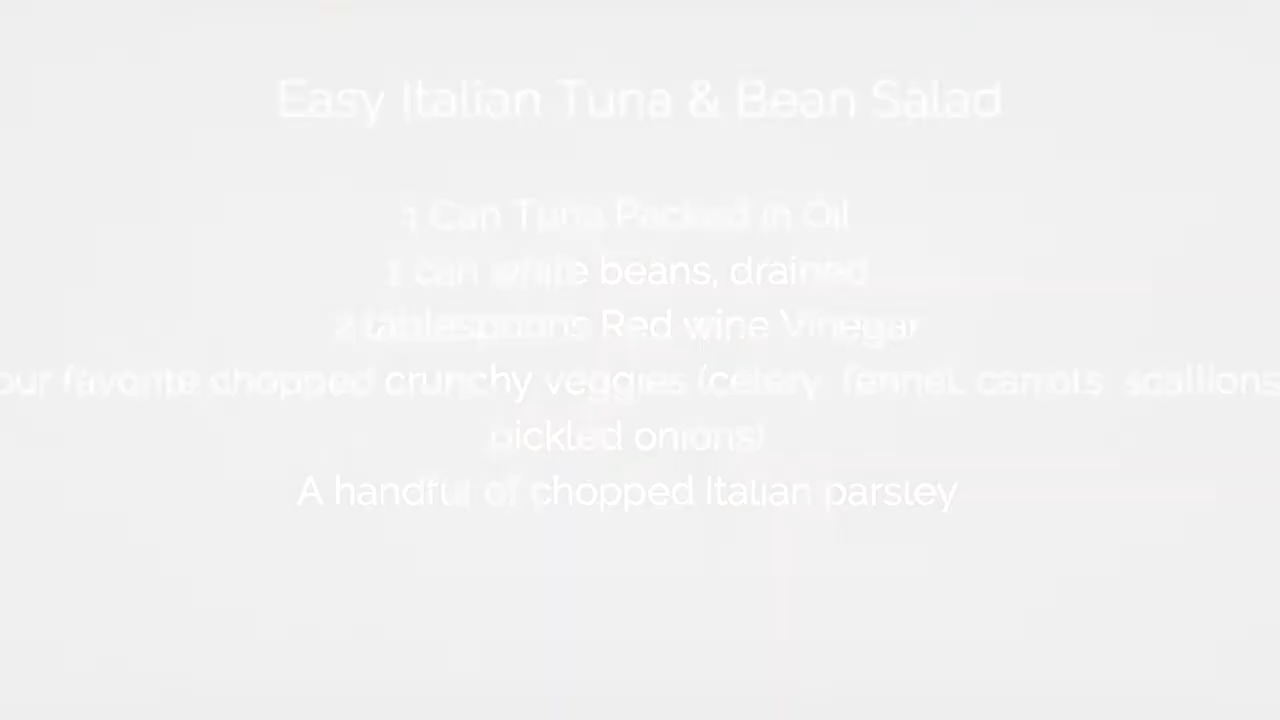 Easy Italian Tuna & Bean Salad
1 Can Tuna Packed in Oil
1 can white beans, drained
2 tablespoons Red wine Vinegar
our favorite chopped crunchy veggies (celery, fennel, carrots, scallions
pickled onions)
A handful of chopped Italian parsley